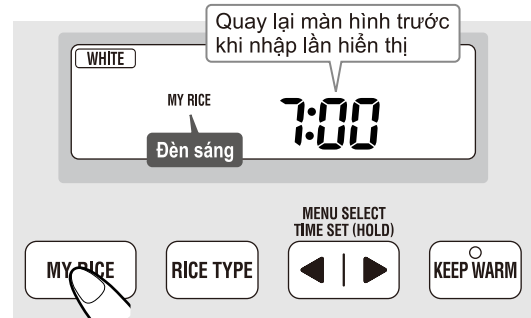 Quay lại màn hình trước
khi nhập lần hiển thị
WHITE
MY RICE
7:00
Đèn sáng
MENU SELECT
TIME SET (HOLD)
MY RICE
RICE TYPE
KEEP WARM